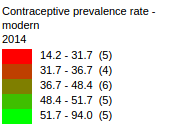 Contraceptive prevalence rate -
modern
2014
14.2 - 31.7 (5)
31.7 - 36.7 (4)
36.7 - 48.4 (6)
48.4 - 51.7 (5)
51.7 - 94.0 (5)